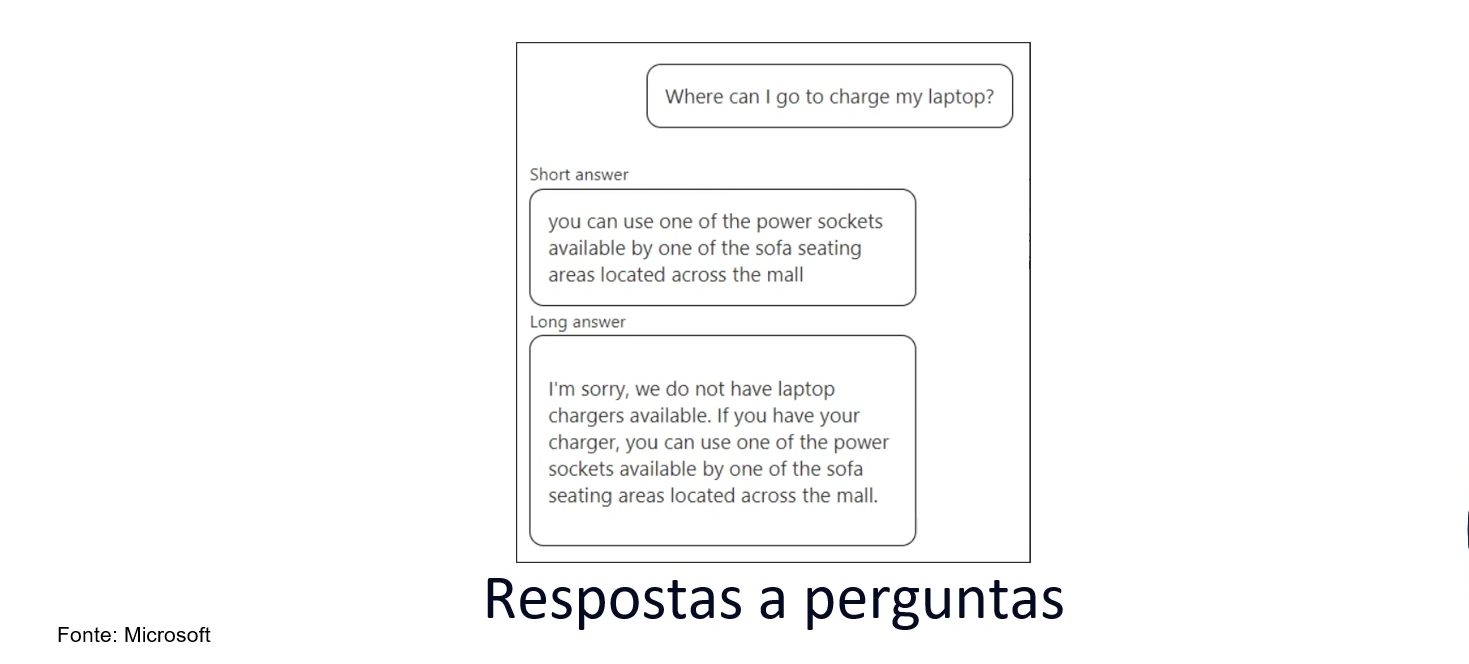 Where can I go to charge my laptop?
Short answer
you can use one of the power sockets
available by one of the sofa seating
areas located across the mall
Long answer
I'm sorry, we do not have laptop
chargers available. If you have your
charger, you can use one of the power
sockets available by one of the sofa
seating areas located across the mall.
Respostas a perguntas
Fonte: Microsoft